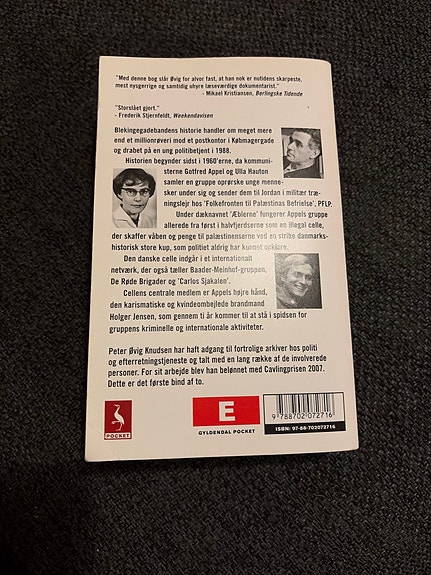 "Med denne bog slår Øvig for alvor fast, at han nok er nutidens skarpeste,
mest nysgerrige og samtidig uhyre læseværdige dokumentarist."
- Mikael Kristiansen, Berlingske Tidende
"Storslået gjort."
- Frederik Stjernfeldt, Weekendavisen
Blekingegadebandens historie handler om meget mere
end et millionrøveri mod et postkontor i Købmagergade
og drabet på en ung politibetjent i 1988.
Historien begynder sidst i 1960'erne, da kommuni-
sterne Gotfred Appel og Ulla Hauton
samler en gruppe oprørske unge menne-
sker under sig og sender dem til Jordan i militær træ-
ningslejr hos 'Folkefronten til Palæstinas Befrielse', PFLP.
Under dæknavnet 'Æblerne' fungerer Appels gruppe
allerede fra først i halvfjerdserne som en illegal celle,
der skaffer våben og penge til palæstinenserne ved en stribe danmarks-
historisk store kup, som politiet aldrig har kunnet opklare.
Den danske celle indgår i et internationalt
netværk, der også tæller Baader-Meinhof-gruppen,
De Røde Brigader og 'Carlos Sjakalen'.
Cellens centrale medlem er Appels højre hånd,
den karismatiske og kvindeombejlede brandmand
Holger Jensen, som gennem ti år kommer til at stå i spidsen for
gruppens kriminelle og internationale aktiviteter.
Peter Øvig Knudsen har haft adgang til fortrolige arkiver hos politi
og efterretningstjeneste og talt med en lang række af de involverede
personer. For sit arbejde blev han belønnet med Cavlingprisen 2007.
Dette er det første bind af to.
POCKET
E
GYLDENDAL POCKET
9 788702 072716
ISBN: 97-88-702072716